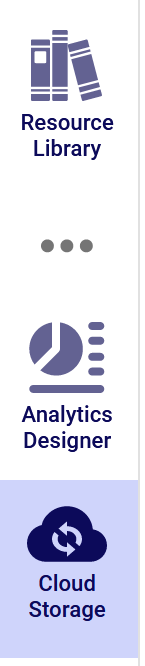 Resource
Library
Analytics
Designer
Cloud
Storage